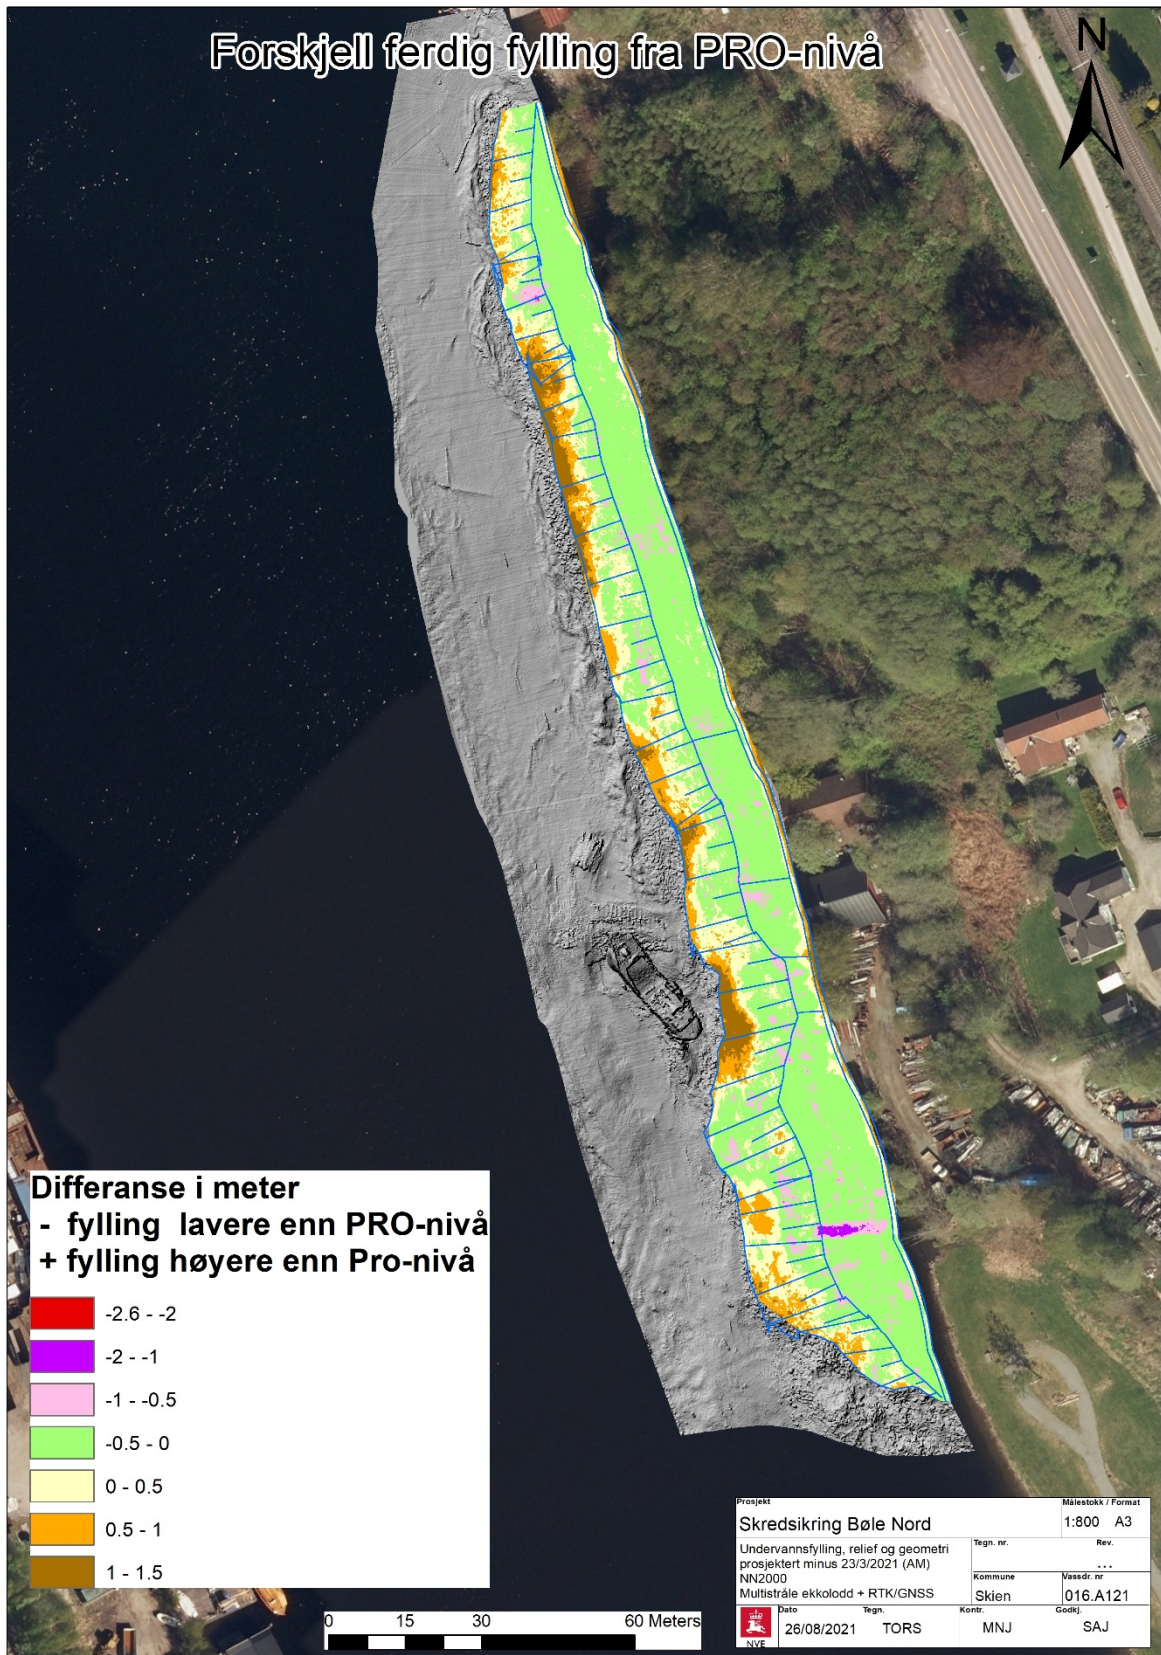 Forskjell ferdig fylling fra PRO-nivå
N
Differanse i meter
- fylling lavere enn PRO-nivå
+ fylling høyere enn Pro-nivå
-2.6 - -2
-2 - -1
-1 - -0.5
-0.5 - 0
0 - 0.5
0.5 - 1
1 - 1.5
0 15 30 60 Meters
Prosjekt
Skredsikring Bøle Nord
Målestokk / Format
1:800 A3
Undervannsfylling, relief og geometri
prosjektert minus 23/3/2021 (AM)
NN2000
Multistråle ekkolodd + RTK/GNSS
Tegn. nr.
Rev.
...
Kommune
Skien
Vassdr. nr
016.A121
NVE
Dato
26/08/2021
Tegn.
TORS
Kontr.
MNJ
Godkj.
SAJ